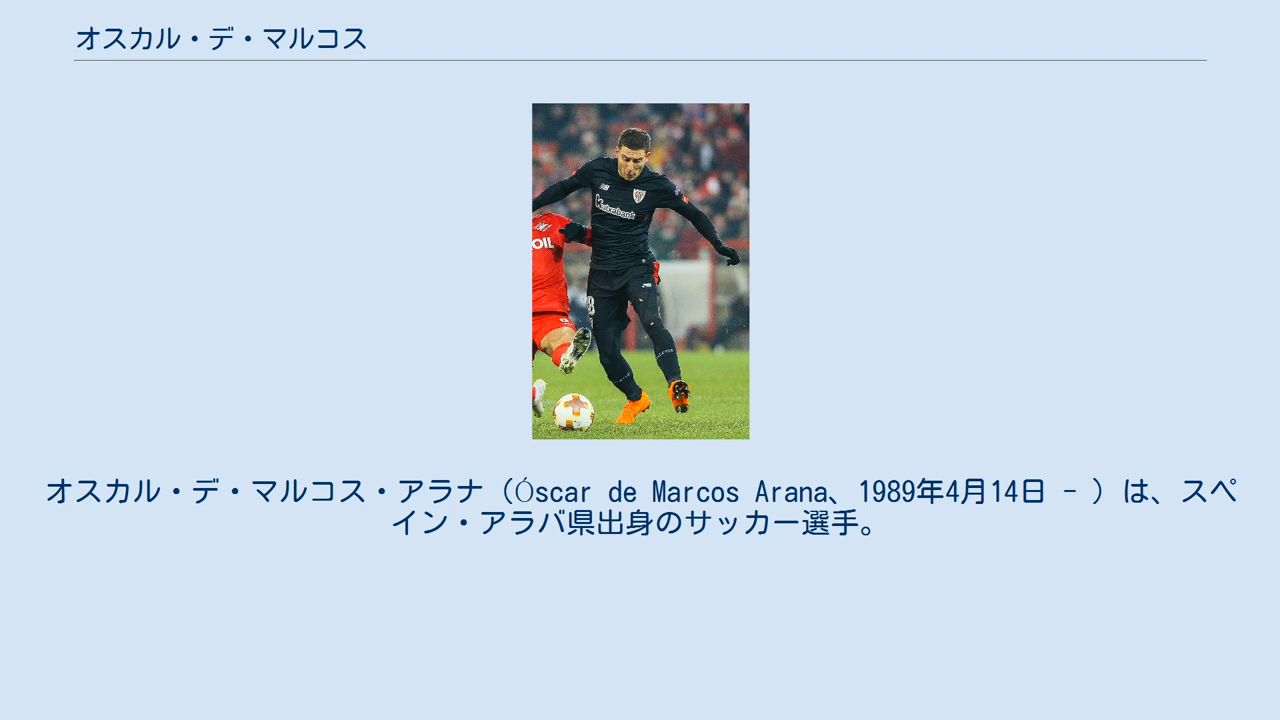 オスカル・デ・マルコス
Kutxabank
OIL
オスカル・デ・マルコス・アラナ（Óscar de Marcos Arana、1989年4月14日 - ）は、スペ
イン・アラバ県出身のサッカー選手。